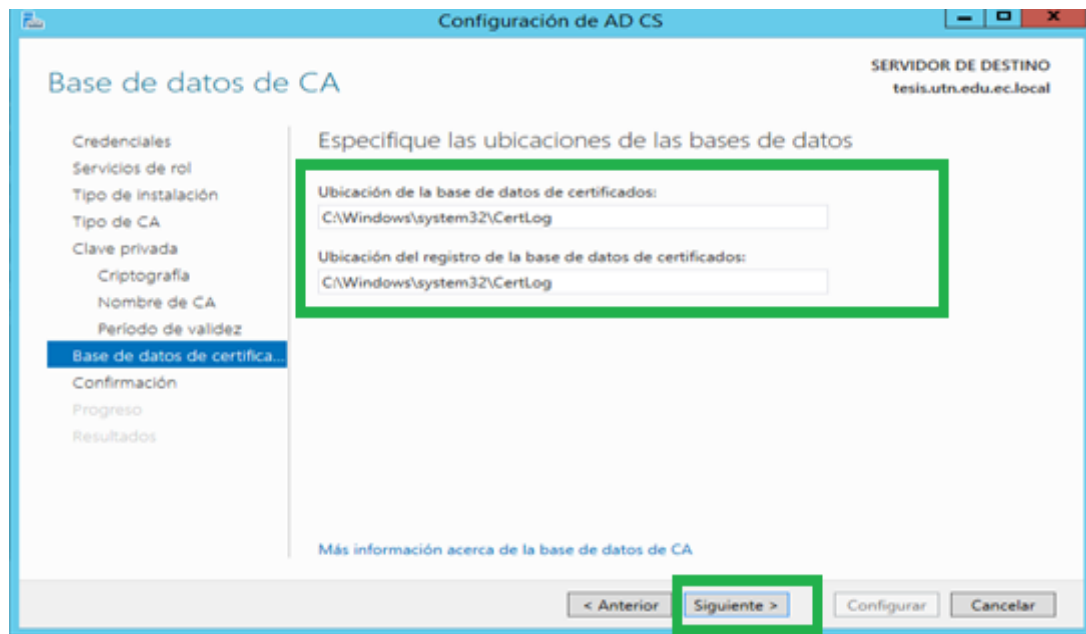 Configuración de AD CS
Base de datos de CA
SERVIDOR DE DESTINO
tesis.utn.edu.ec.local
Credenciales
Servicios de rol
Tipo de instalación
Tipo de CA
Clave privada
Criptografía
Nombre de CA
Período de validez
Base de datos de certifica...
Confirmación
Progreso
Resultados
Especifique las ubicaciones de las bases de datos
Ubicación de la base de datos de certificados:
C:\Windows\system32\CertLog
Ubicación del registro de la base de datos de certificados:
C:\Windows\system32\CertLog
Más información acerca de la base de datos de CA
< Anterior
Siguiente >
Configurar
Cancelar